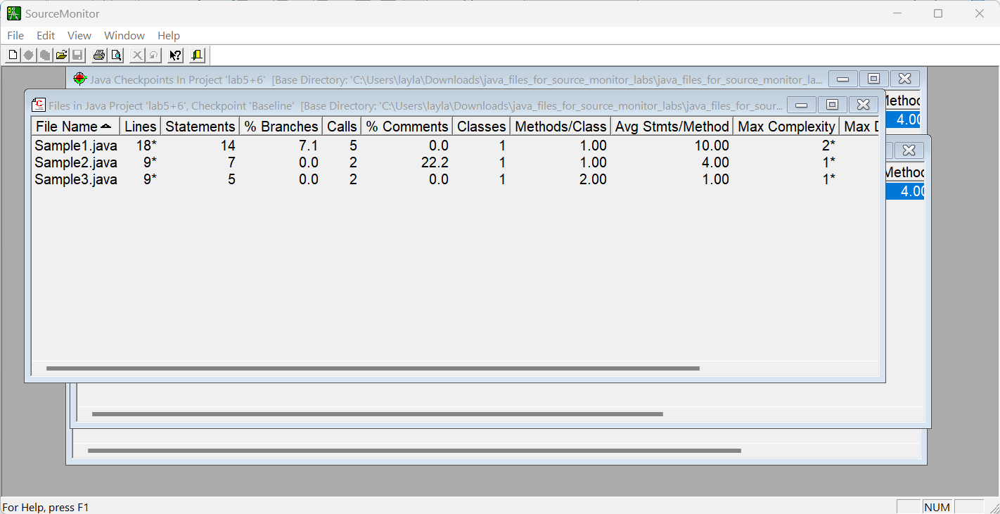 SourceMonitor
File Edit View Window Help
Java Checkpoints In Project 'lab5+6' [Base Directory: 'C:\Users\layla\Downloads\java_files_for_source_monitor_labs\java_files_for_source_monitor_la...
Files in Java Project 'lab5+6', Checkpoint 'Baseline' [Base Directory: 'C:\Users\layla\Downloads\java_files_for_source_monitor_labs\java_files_for_sour...
File Name Lines Statements % Branches Calls % Comments Classes Methods/Class Avg Stmts/Method Max Complexity Max D
Sample1.java 18* 14 7.1 5 0.0 1 1.00 10.00 2*
Sample2.java 9* 7 0.0 2 22.2 1 1.00 4.00 1*
Sample3.java 9* 5 0.0 2 0.0 1 2.00 1.00 1*
Method
4.00
Method
4.00
For Help, press F1 NUM